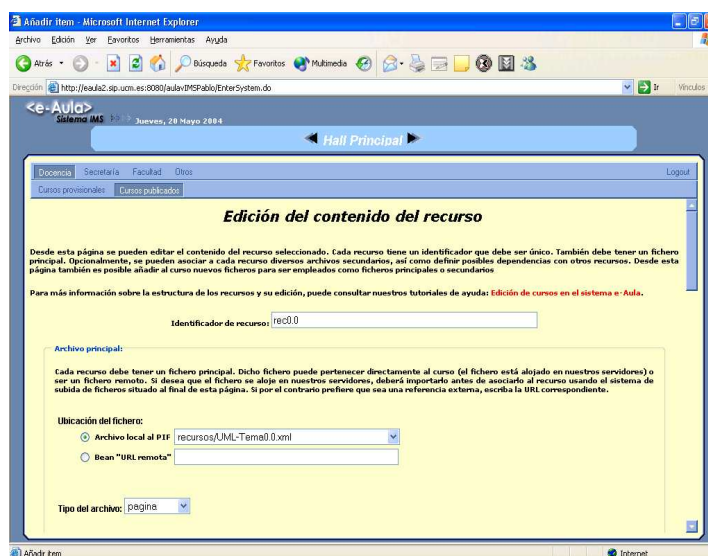 Añadir ítem - Microsoft Internet Explorer
Archivo Edición Ver Favoritos Herramientas Ayuda
Atrás Búsqueda Favoritos Multimedia
Dirección http://eaula2.sip.ucm.es:8080/aulavIMSPablo/EnterSystem.do Ir Vínculos
<e-Aula>
Sistema IMS Jueves, 20 Mayo 2004
Hall Principal
Docencia Secretaría Facultad Otros Logout
Cursos provisionales Cursos publicados
Edición del contenido del recurso
Desde esta página se pueden editar el contenido del recurso seleccionado. Cada recurso tiene un identificador que debe ser único. También debe tener un fichero
principal. Opcionalmente, se pueden asociar a cada recurso diversos archivos secundarios, así como definir posibles dependencias con otros recursos. Desde esta
página también es posible añadir al curso nuevos ficheros para ser empleados como ficheros principales o secundarios
Para más información sobre la estructura de los recursos y su edición, puede consultar nuestros tutoriales de ayuda: Edición de cursos en el sistema e-Aula.
Identificador de recurso: rec0.0
Archivo principal:
Cada recurso debe tener un fichero principal. Dicho fichero puede pertenecer directamente al curso (el fichero está alojado en nuestros servidores) o
ser un fichero remoto. Si desea que el fichero se aloje en nuestros servidores, deberá importarlo antes de asociarlo al recurso usando el sistema de
subida de ficheros situado al final de esta página. Si por el contrario prefiere que sea una referencia externa, escriba la URL correspondiente.
Ubicación del fichero:
Archivo local al PIF recursos/UML-Tema0.0.xml
Bean "URL remota"
Tipo del archivo: pagina
Añadir ítem Internet